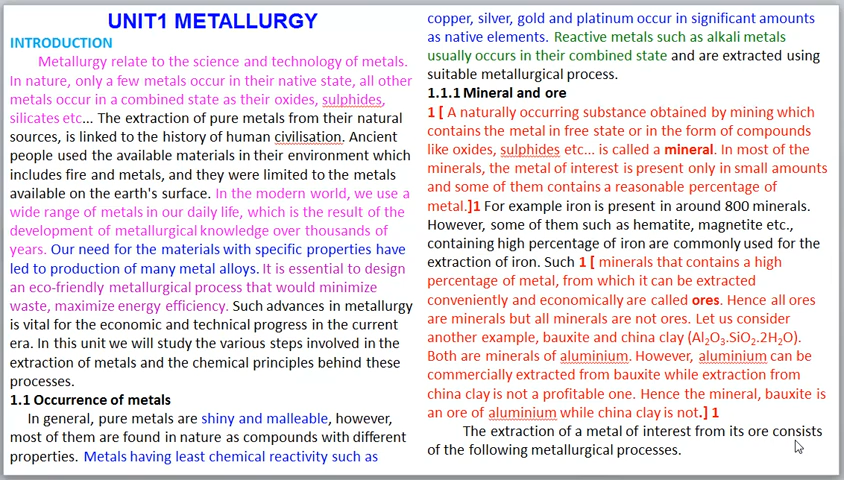 UNIT1 METALLURGY
INTRODUCTION
Metallurgy relate to the science and technology of metals.
In nature, only a few metals occur in their native state, all other
metals occur in a combined state as their oxides, sulphides,
silicates etc... The extraction of pure metals from their natural
sources, is linked to the history of human civilisation. Ancient
people used the available materials in their environment which
includes fire and metals, and they were limited to the metals
available on the earth's surface. In the modern world, we use a
wide range of metals in our daily life, which is the result of the
development of metallurgical knowledge over thousands of
years. Our need for the materials with specific properties have
led to production of many metal alloys. It is essential to design
an eco-friendly metallurgical process that would minimize
waste, maximize energy efficiency. Such advances in metallurgy
is vital for the economic and technical progress in the current
era. In this unit we will study the various steps involved in the
extraction of metals and the chemical principles behind these
processes.
1.1 Occurrence of metals
In general, pure metals are shiny and malleable, however,
most of them are found in nature as compounds with different
properties. Metals having least chemical reactivity such as
copper, silver, gold and platinum occur in significant amounts
as native elements. Reactive metals such as alkali metals
usually occurs in their combined state and are extracted using
suitable metallurgical process.
1.1.1 Mineral and ore
1 [ A naturally occurring substance obtained by mining which
contains the metal in free state or in the form of compounds
like oxides, sulphides etc... is called a mineral. In most of the
minerals, the metal of interest is present only in small amounts
and some of them contains a reasonable percentage of
metal.]1 For example iron is present in around 800 minerals.
However, some of them such as hematite, magnetite etc.,
containing high percentage of iron are commonly used for the
extraction of iron. Such 1 [ minerals that contains a high
percentage of metal, from which it can be extracted
conveniently and economically are called ores. Hence all ores
are minerals but all minerals are not ores. Let us consider
another example, bauxite and china clay (Al₂O₃.SiO₂.2H₂O).
Both are minerals of aluminium. However, aluminium can be
commercially extracted from bauxite while extraction from
china clay is not a profitable one. Hence the mineral, bauxite is
an ore of aluminium while china clay is not.] 1
The extraction of a metal of interest from its ore consists
of the following metallurgical processes.